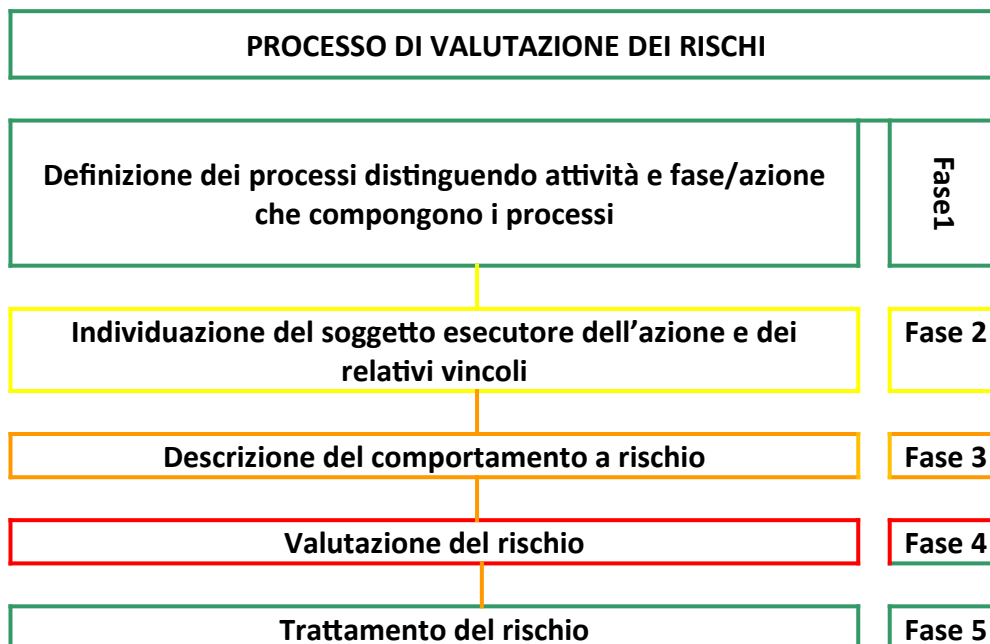 PROCESSO DI VALUTAZIONE DEI RISCHI
Definizione dei processi distinguendo attività e fase/azione
che compongono i processi
Fase1
Individuazione del soggetto esecutore dell’azione e dei
relativi vincoli
Fase 2
Descrizione del comportamento a rischio
Fase 3
Valutazione del rischio
Fase 4
Trattamento del rischio
Fase 5